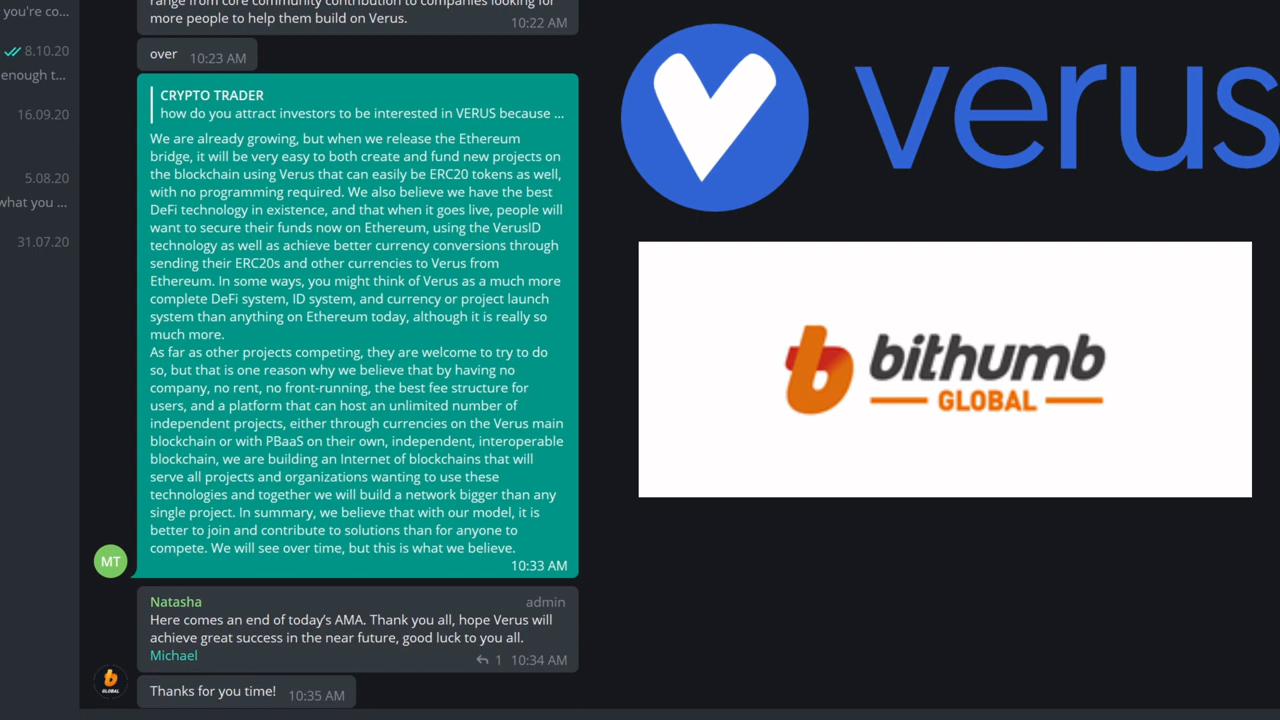 you're co...
8.10.20
enough t...
16.09.20
5.08.20
what you ...
31.07.20
range from core community contribution to companies looking for
more people to help them build on Verus.
10:22 AM
over
10:23 AM
CRYPTO TRADER
how do you attract investors to be interested in VERUS because ...
We are already growing, but when we release the Ethereum
bridge, it will be very easy to both create and fund new projects on
the blockchain using Verus that can easily be ERC20 tokens as well,
with no programming required. We also believe we have the best
DeFi technology in existence, and that when it goes live, people will
want to secure their funds now on Ethereum, using the VerusID
technology as well as achieve better currency conversions through
sending their ERC20s and other currencies to Verus from
Ethereum. In some ways, you might think of Verus as a much more
complete DeFi system, ID system, and currency or project launch
system than anything on Ethereum today, although it is really so
much more.
As far as other projects competing, they are welcome to try to do
so, but that is one reason why we believe that by having no
company, no rent, no front-running, the best fee structure for
users, and a platform that can host an unlimited number of
independent projects, either through currencies on the Verus main
blockchain or with PBaaS on their own, independent, interoperable
blockchain, we are building an Internet of blockchains that will
serve all projects and organizations wanting to use these
technologies and together we will build a network bigger than any
single project. In summary, we believe that with our model, it is
better to join and contribute to solutions than for anyone to
compete. We will see over time, but this is what we believe.
10:33 AM
MT
Natasha
admin
Here comes an end of today's AMA. Thank you all, hope Verus will
achieve great success in the near future, good luck to you all.
Michael
1 10:34 AM
GLOBAL
Thanks for you time!
10:35 AM
verus
bithumb
GLOBAL